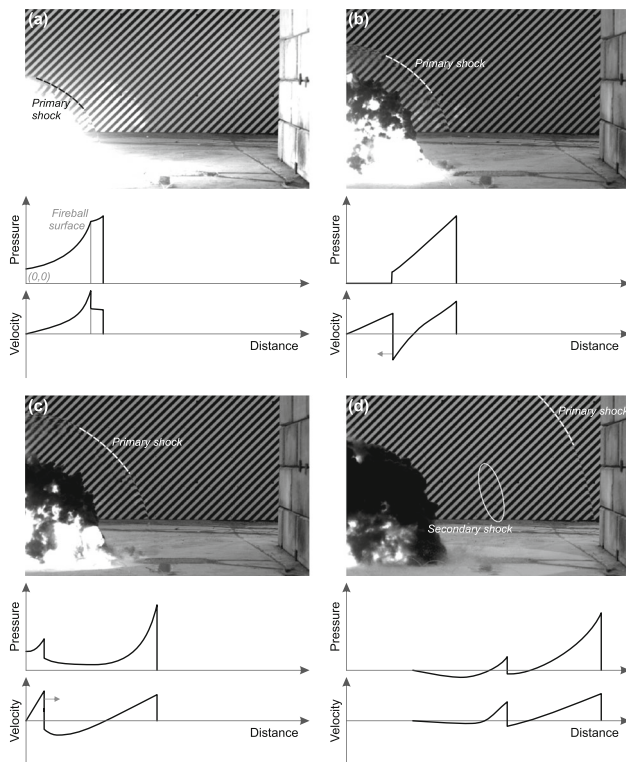 (a)
Primary
shock
Pressure
Fireball
surface
(0,0)
Velocity
Distance
(b)
Primary shock
Pressure
Velocity
Distance
(c)
Primary shock
Pressure
Velocity
Distance
(d)
Primary shock
Secondary shock
Pressure
Velocity
Distance